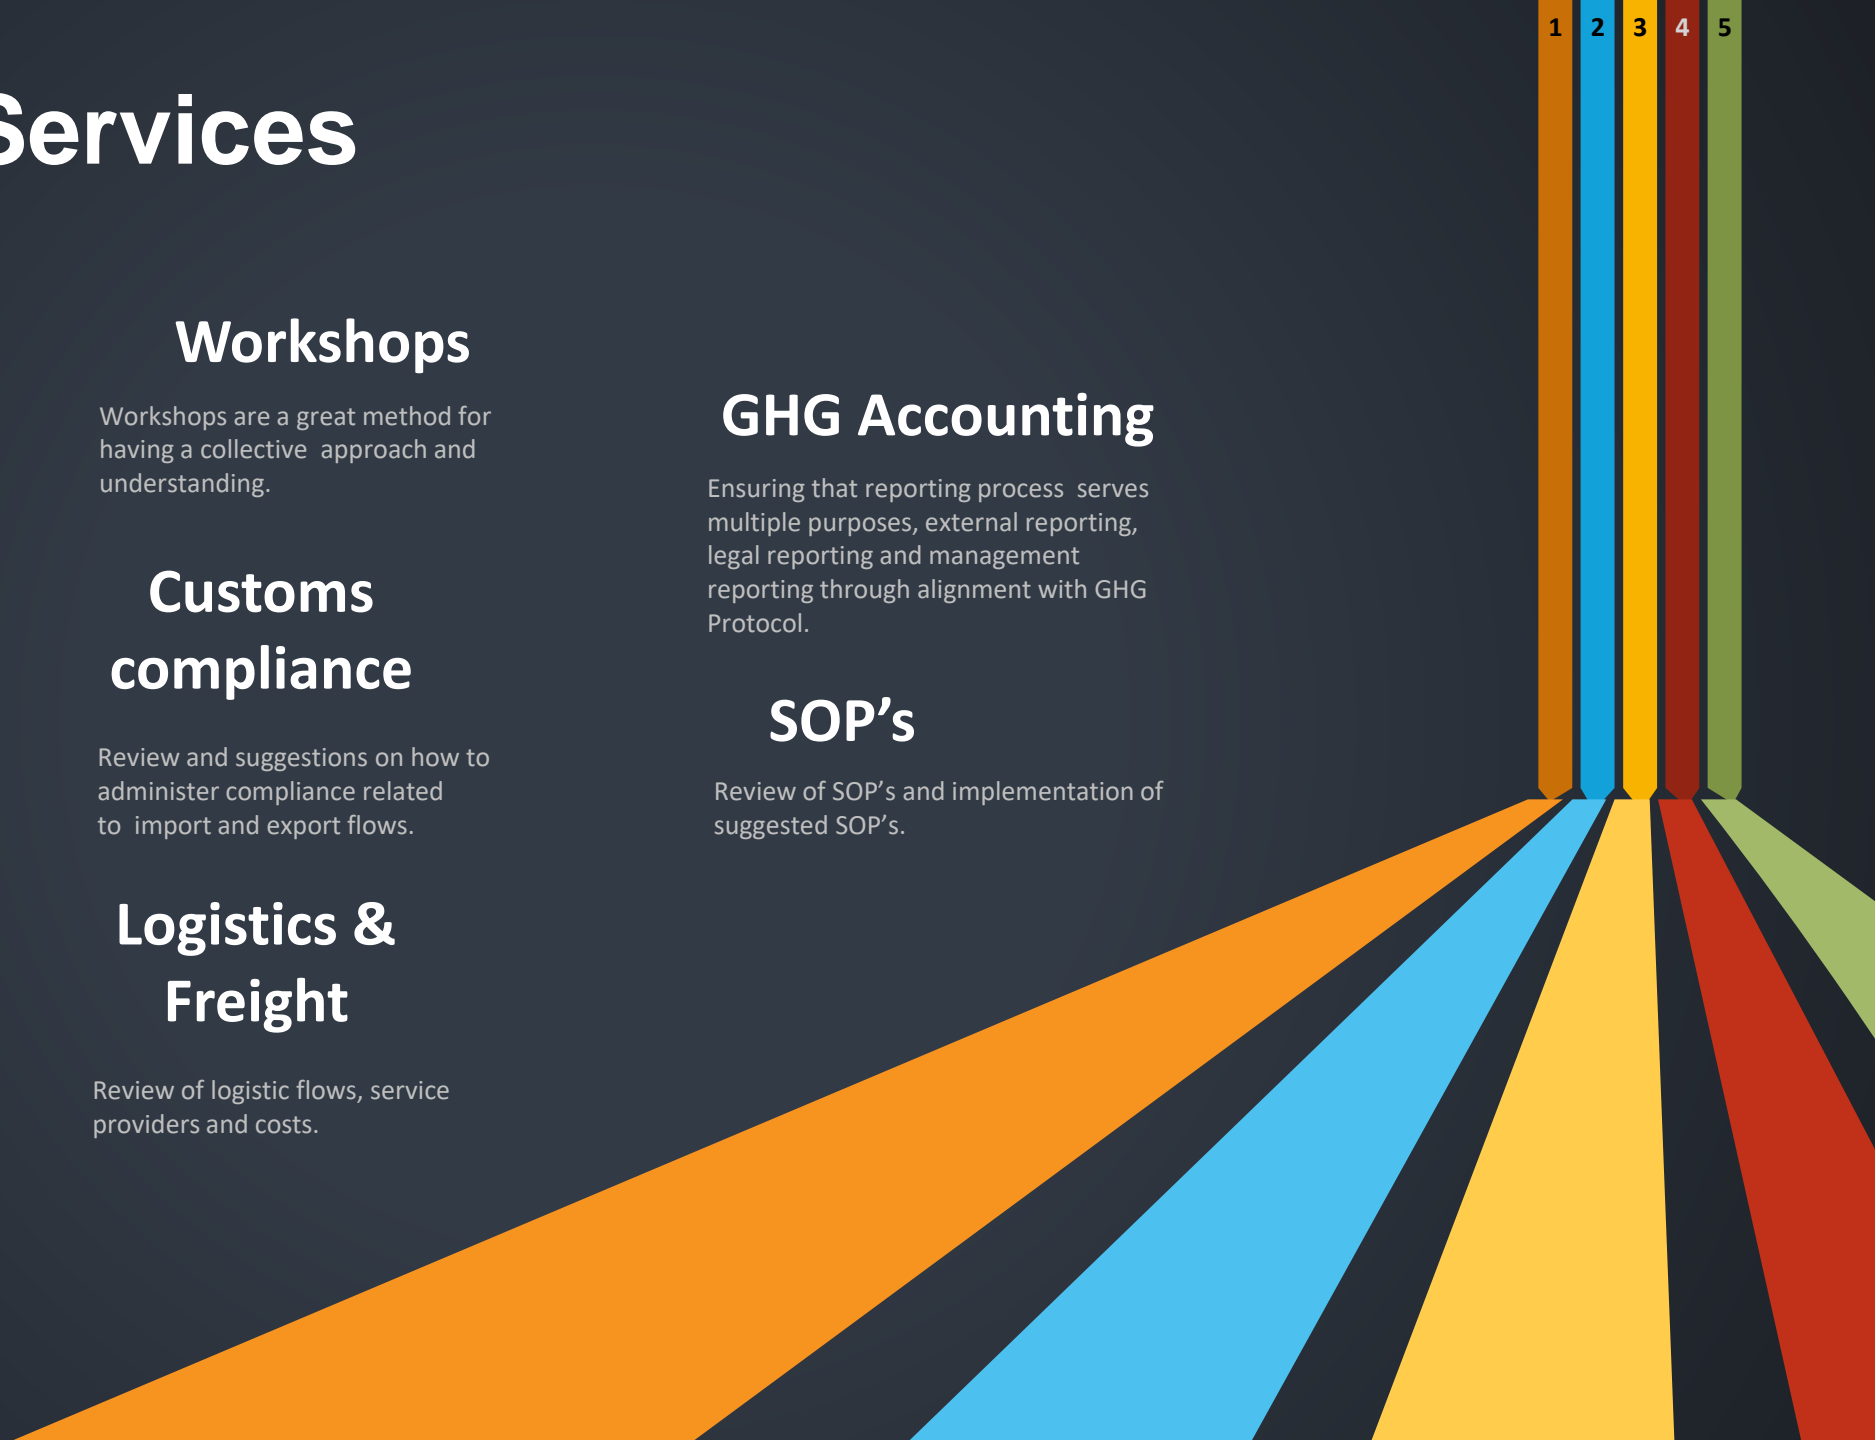 Services
1 2 3 4 5
Workshops
Workshops are a great method for
having a collective approach and
understanding.
Customs
compliance
Review and suggestions on how to
administer compliance related
to import and export flows.
Logistics &
Freight
Review of logistic flows, service
providers and costs.
GHG Accounting
Ensuring that reporting process serves
multiple purposes, external reporting,
legal reporting and management
reporting through alignment with GHG
Protocol.
SOP’s
Review of SOP’s and implementation of
suggested SOP’s.